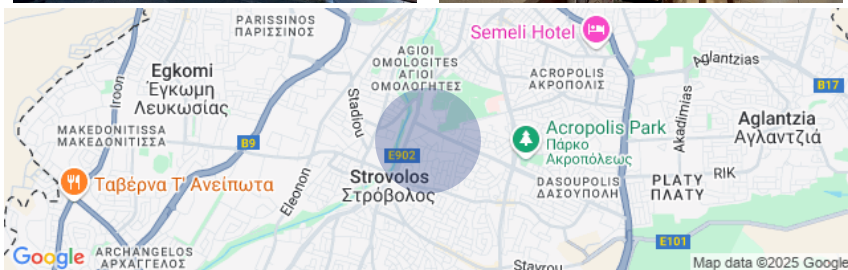 PARISSINOS
ΠΑΡΙΣΣΙΝΟΣ
Semeli Hotel
AGIOI
OMOLOGITES
ΑΓΙΟΙ
ΟΜΟΛΟΓΗΤΕΣ
Aglantzias
Egkomi
Έγκωμη
Λευκωσίας
Iroon
ACROPOLIS
ΑΚΡΟΠΟΛΙΣ
B17
Stadiou
Akadimias
Aglantzia
Αγλαντζιά
MAKEDONITISSA
ΜΑΚΕΔΟΝΙΤΙΣΣΑ
B9
Acropolis Park
Πάρκο
Ακροπόλεως
E902
Strovolos
Στρόβολος
Ταβέρνα Τ' Ανείπωτα
Eleonon
DASOUPOLIS
ΔΑΣΟΥΠΟΛΗ
PLATY
ΠΛΑΤΥ
RIK
E101
ARCHANGELOS
ΑΡΧΑΓΓΕΛΟΣ
Stavrou
Google
Map data ©2025 Google